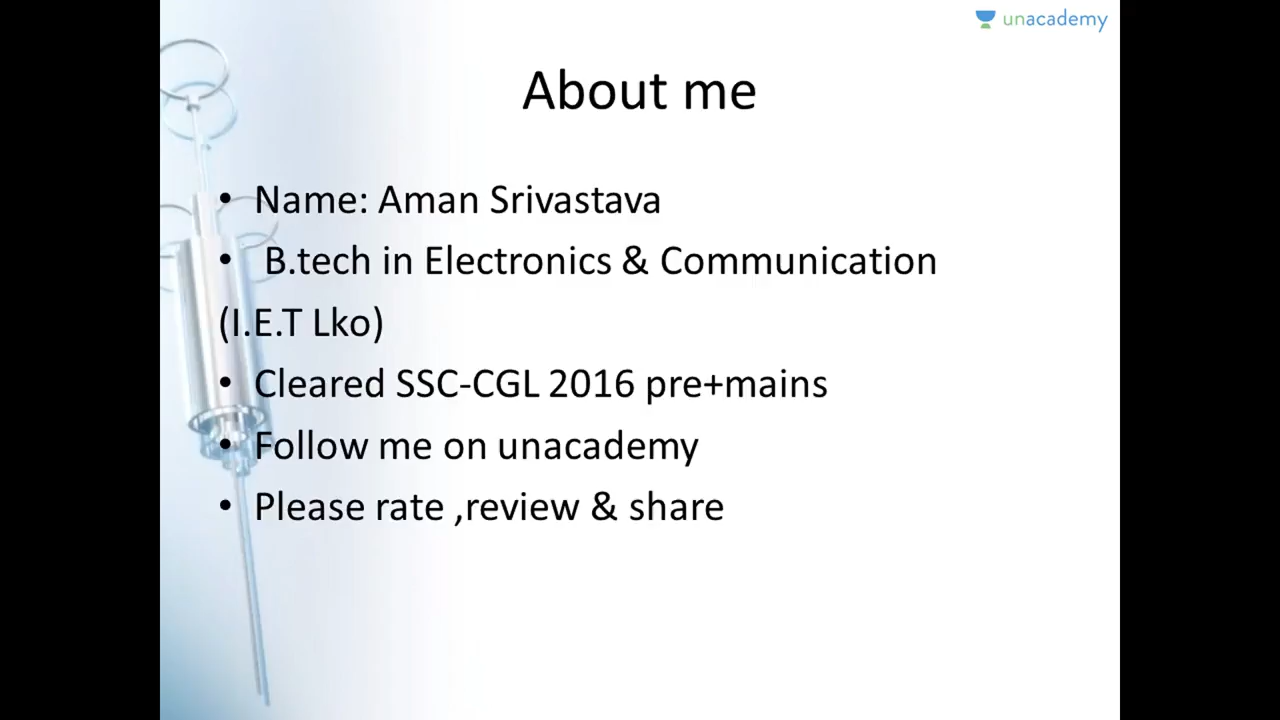 unacademy
About me
• Name: Aman Srivastava
• B.tech in Electronics & Communication
(I.E.T Lko)
• Cleared SSC-CGL 2016 pre+mains
• Follow me on unacademy
• Please rate ,review & share